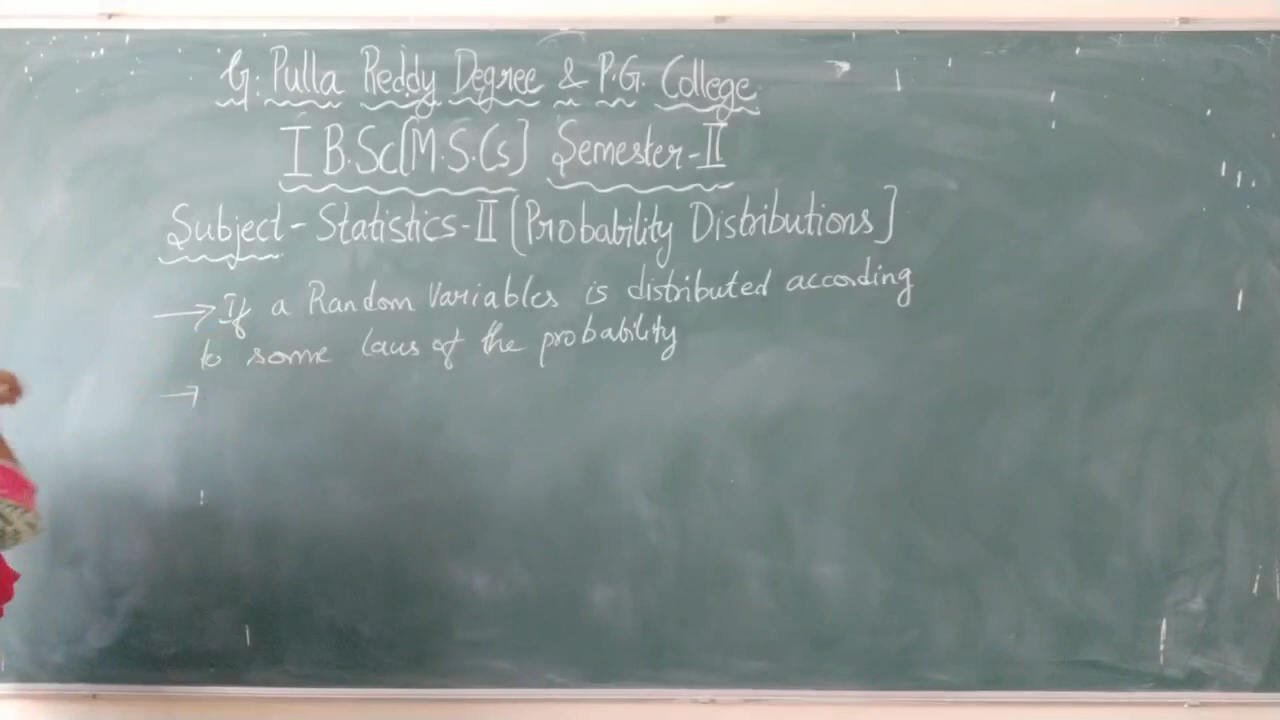 G. Pulla Reddy Degree & P.G. College
I B.Sc[M.S.Cs] Semester-II
Subject - Statistics-II [Probability Distributions]
→ If a Random Variables is distributed according
to some laws of the probability
→